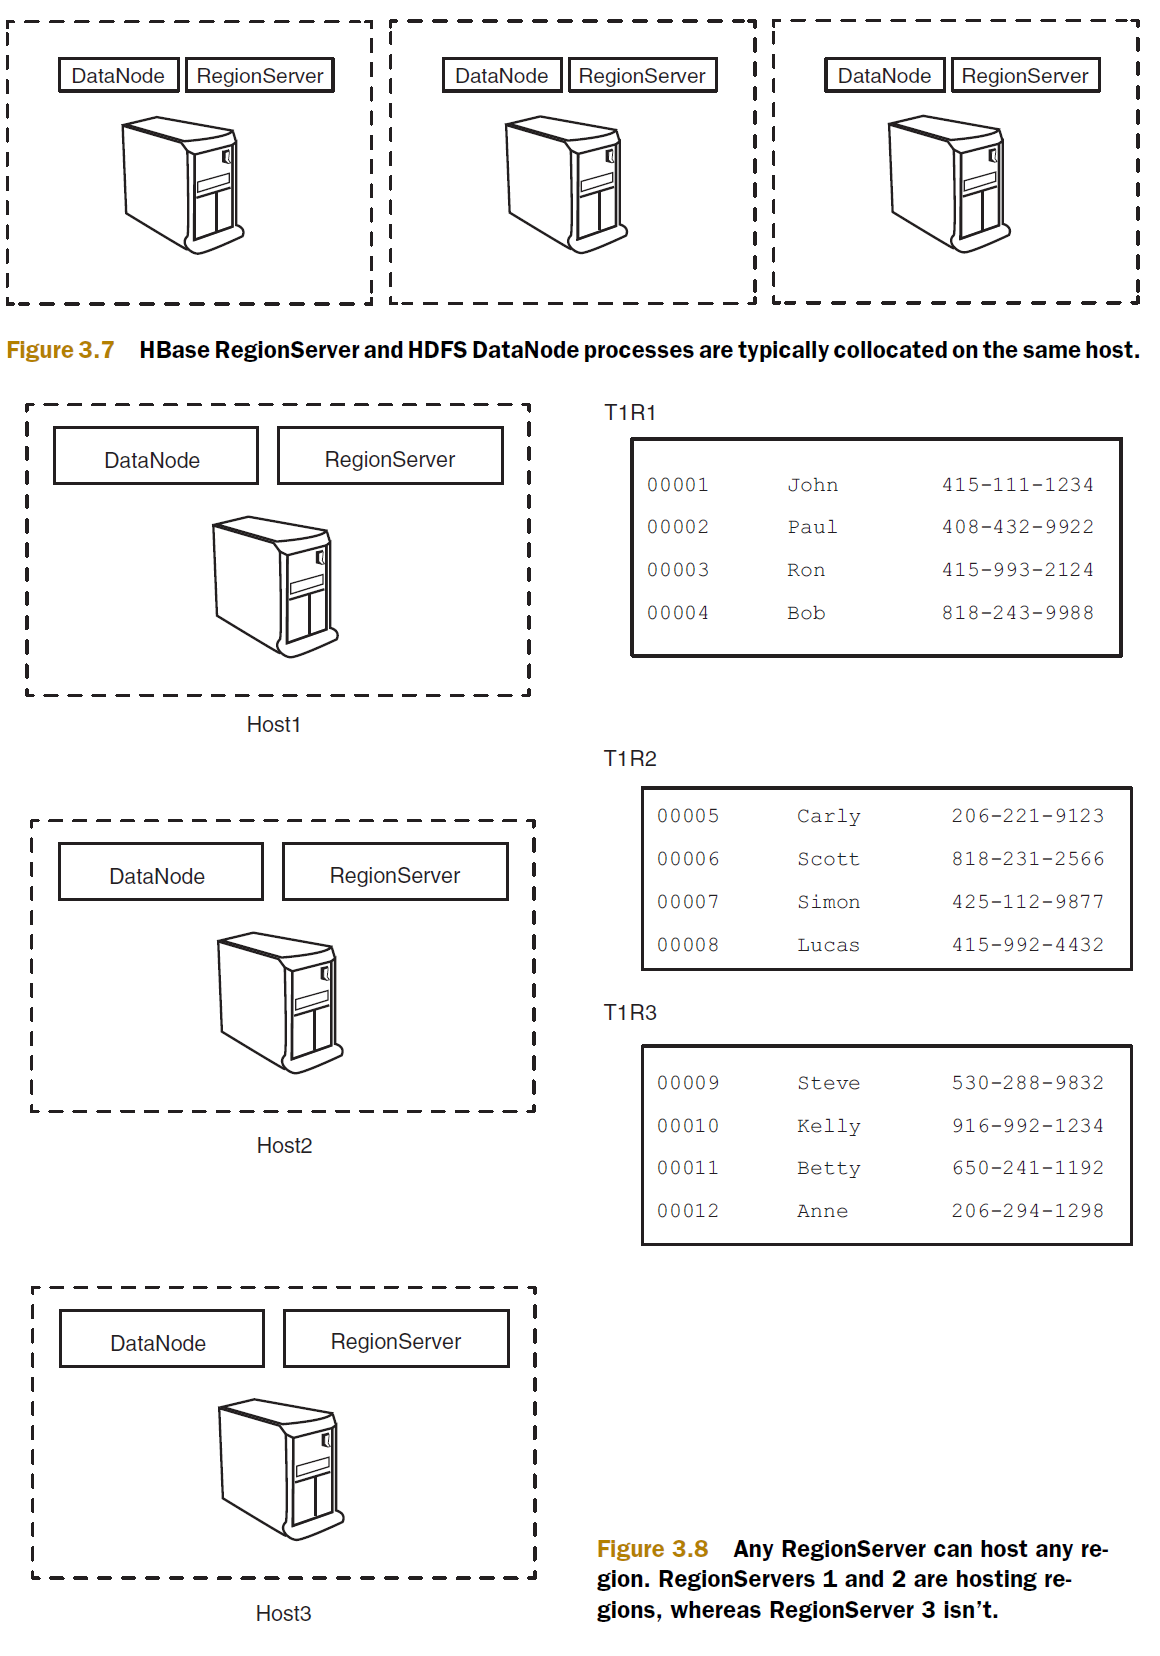 DataNode RegionServer DataNode RegionServer DataNode RegionServer
Figure 3.7 HBase RegionServer and HDFS DataNode processes are typically collocated on the same host.
DataNode RegionServer
Host1
T1R1
00001 John 415-111-1234
00002 Paul 408-432-9922
00003 Ron 415-993-2124
00004 Bob 818-243-9988
DataNode RegionServer
Host2
T1R2
00005 Carly 206-221-9123
00006 Scott 818-231-2566
00007 Simon 425-112-9877
00008 Lucas 415-992-4432
T1R3
00009 Steve 530-288-9832
00010 Kelly 916-992-1234
00011 Betty 650-241-1192
00012 Anne 206-294-1298
DataNode RegionServer
Host3
Figure 3.8 Any RegionServer can host any re-
gion. RegionServers 1 and 2 are hosting re-
gions, whereas RegionServer 3 isn't.